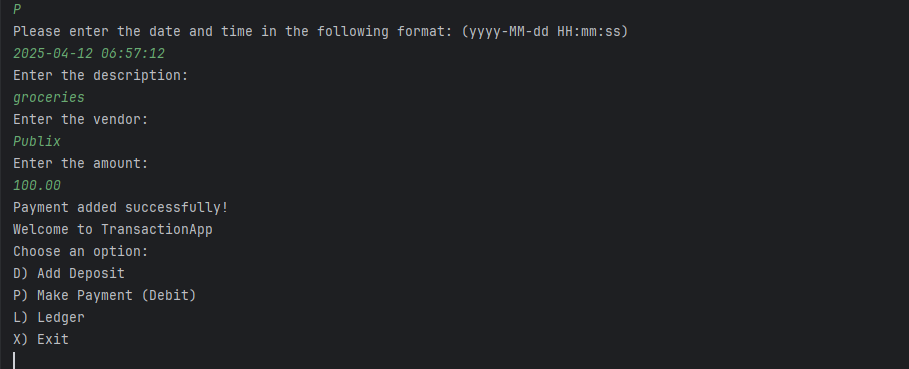 P
Please enter the date and time in the following format: (yyyy-MM-dd HH:mm:ss)
2025-04-12 06:57:12
Enter the description:
groceries
Enter the vendor:
Publix
Enter the amount:
100.00
Payment added successfully!
Welcome to TransactionApp
Choose an option:
D) Add Deposit
P) Make Payment (Debit)
L) Ledger
X) Exit